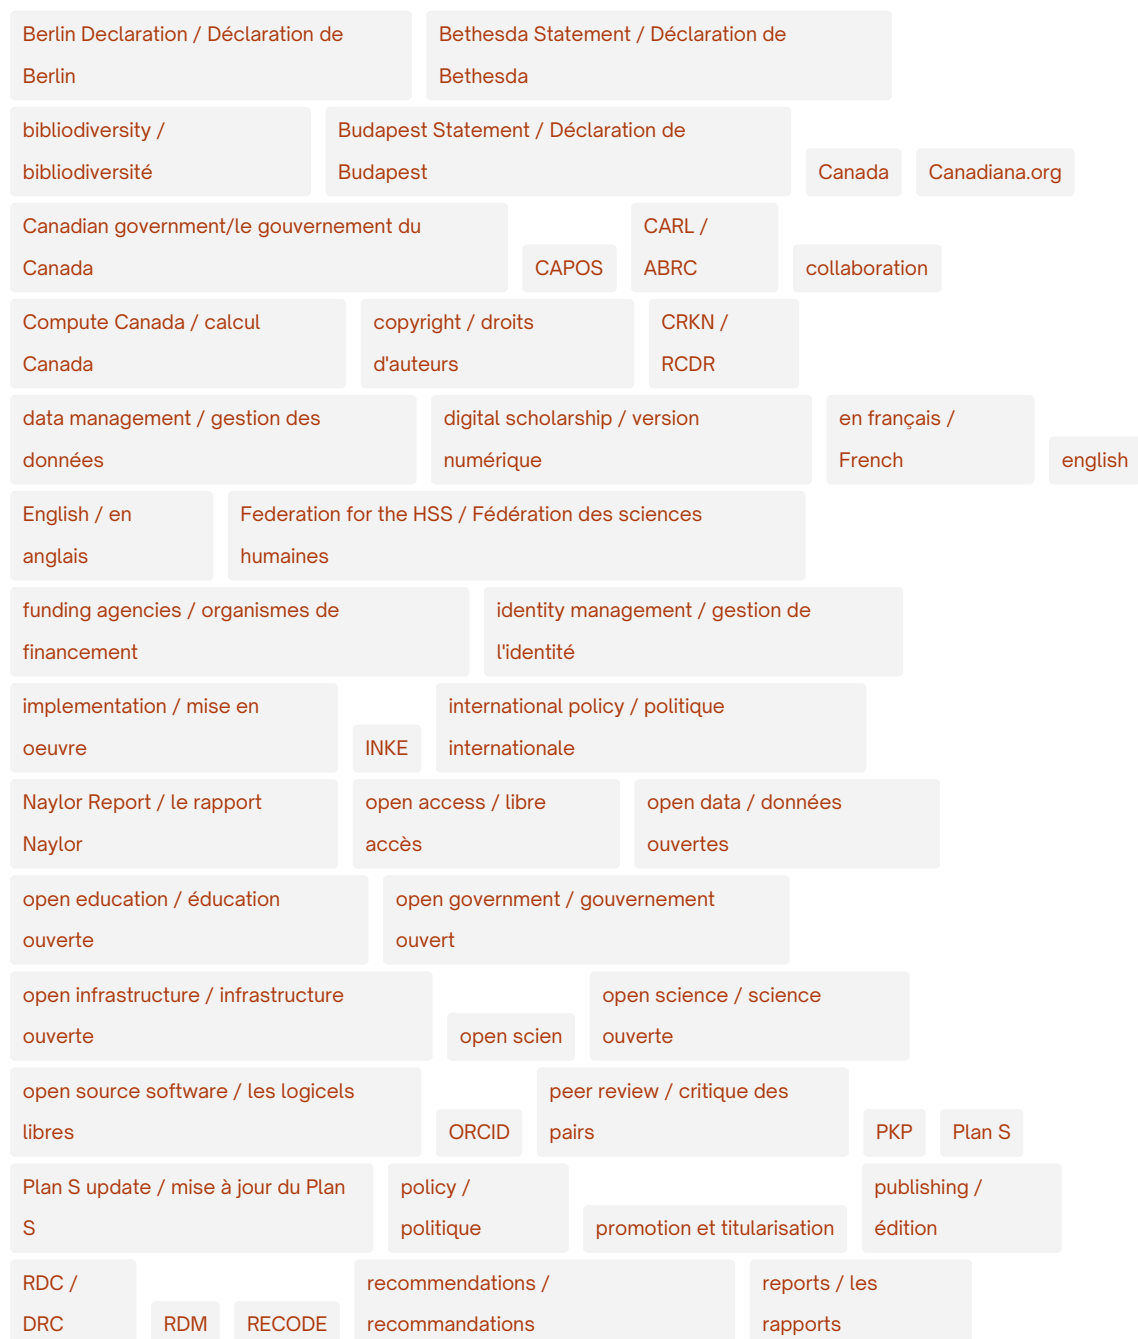 Berlin Declaration / Déclaration de
Berlin
Bethesda Statement / Déclaration de
Bethesda
bibliodiversity /
bibliodiversité
Budapest Statement / Déclaration de
Budapest
Canada
Canadiana.org
Canadian government/le gouvernement du
Canada
CAPOS
CARL /
ABRC
collaboration
Compute Canada / calcul
Canada
copyright / droits
d'auteurs
CRKN /
RCDR
data management / gestion des
données
digital scholarship / version
numérique
en français /
French
english
English / en
anglais
Federation for the HSS / Fédération des sciences
humaines
funding agencies / organismes de
financement
identity management / gestion de
l'identité
implementation / mise en
oeuvre
INKE
international policy / politique
internationale
Naylor Report / le rapport
Naylor
open access / libre
accès
open data / données
ouvertes
open education / éducation
ouverte
open government / gouvernement
ouvert
open infrastructure / infrastructure
ouverte
open scien
open science / science
ouverte
open source software / les logicels
libres
ORCID
peer review / critique des
pairs
PKP
Plan S
Plan S update / mise à jour du Plan
S
policy /
politique
promotion et titularisation
publishing /
édition
RDC /
DRC
RDM
RECODE
recommendations /
recommandations
reports / les
rapports